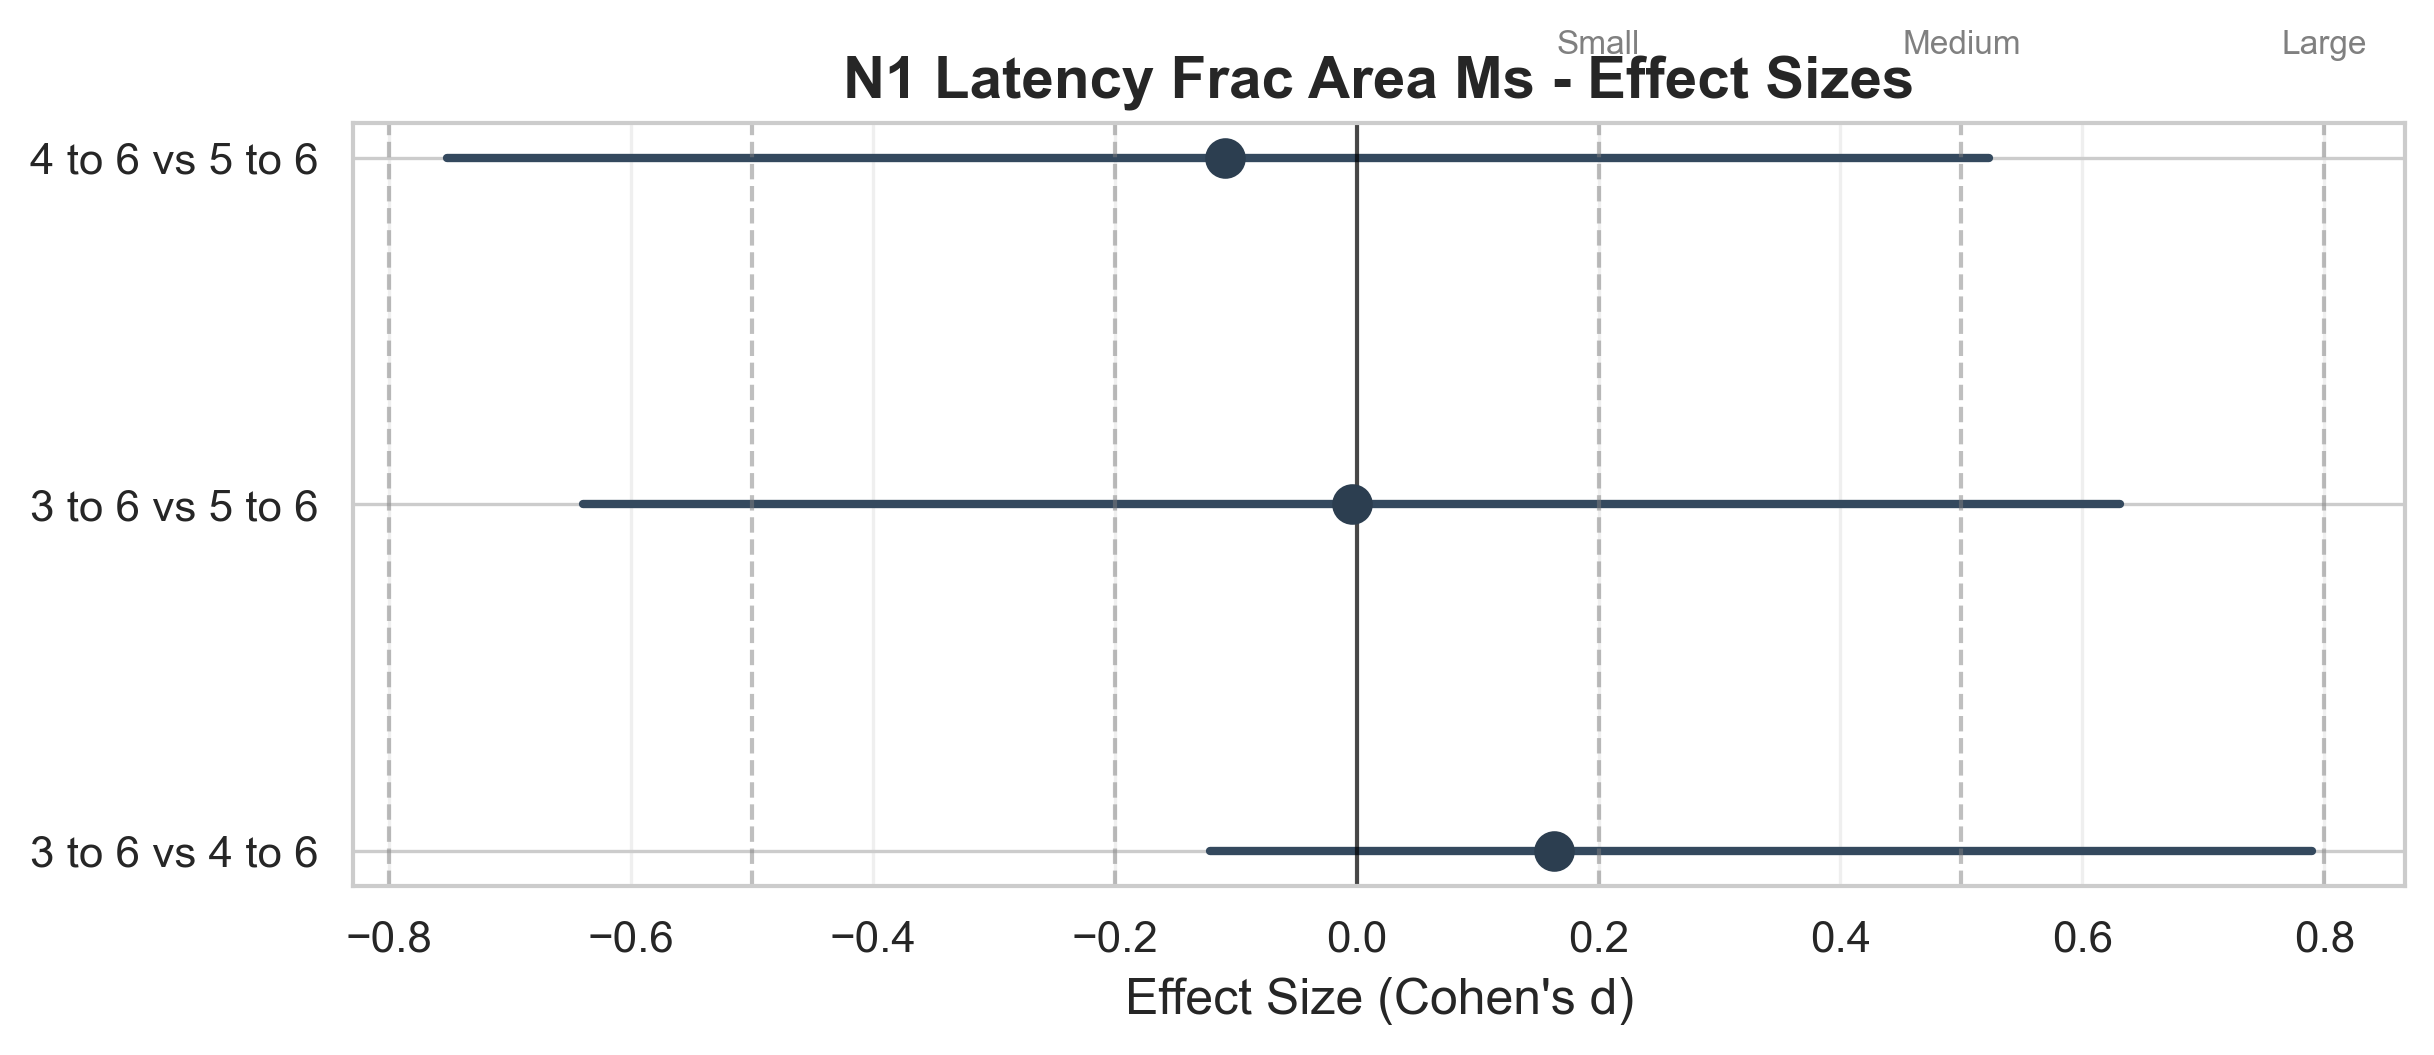 Small Medium Large
N1 Latency Frac Area Ms - Effect Sizes
4 to 6 vs 5 to 6
3 to 6 vs 5 to 6
3 to 6 vs 4 to 6
−0.8 −0.6 −0.4 −0.2 0.0 0.2 0.4 0.6 0.8
Effect Size (Cohen's d)